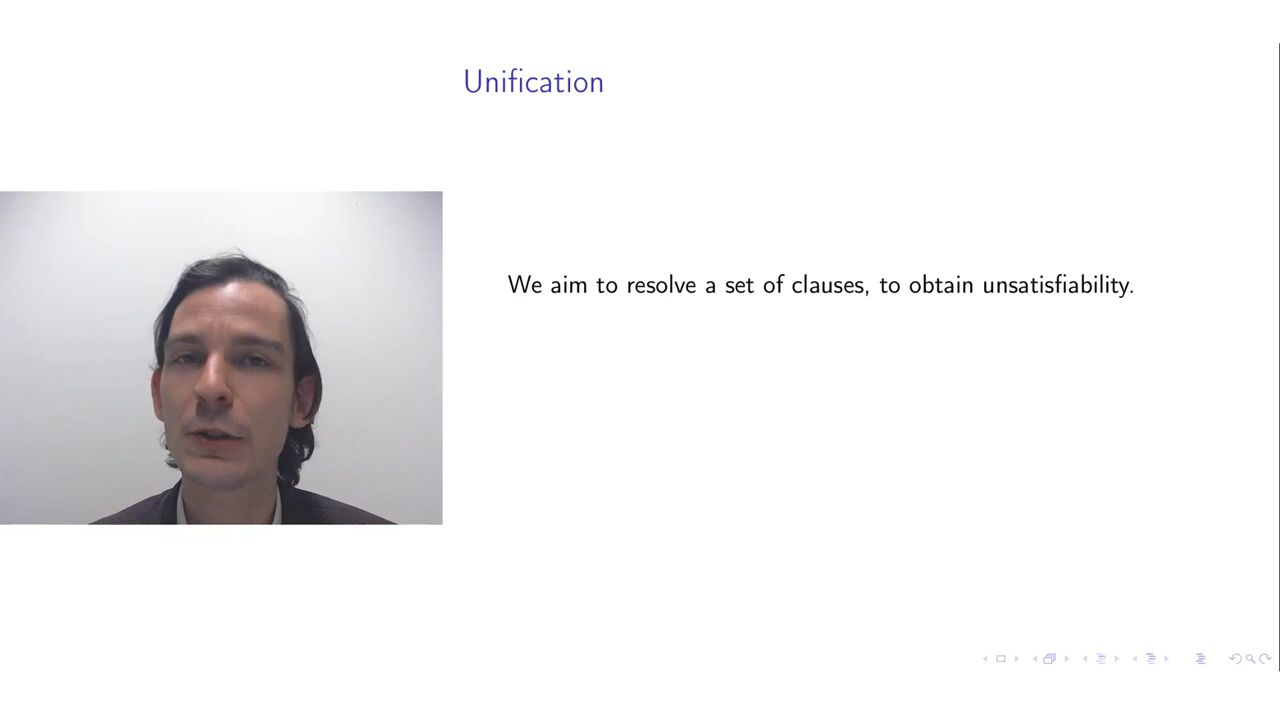 Unification
We aim to resolve a set of clauses, to obtain unsatisfiability.